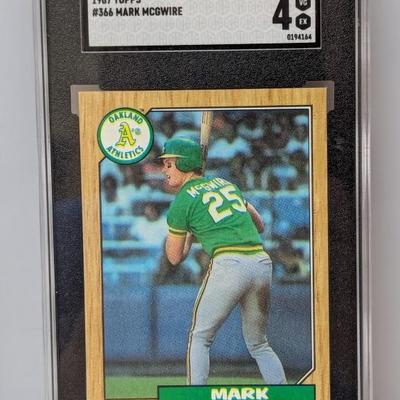 1987 TOPPS
#366 MARK MCGWIRE
4
VG
EX
0194164
OAKLAND
A's
ATHLETICS
MCGWIRE
25
MARK